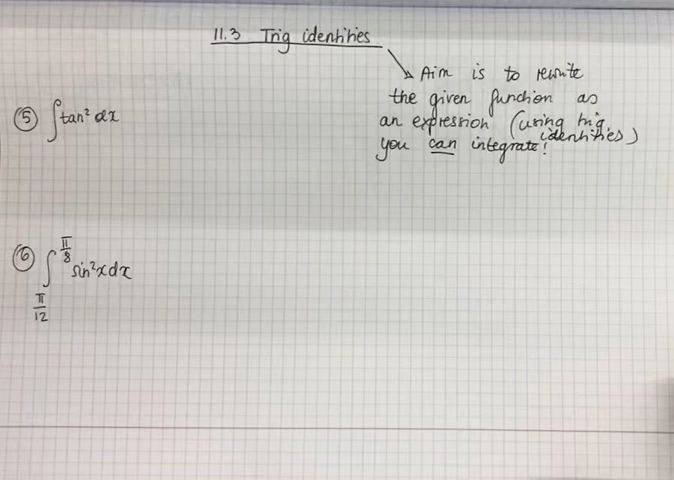 11.3 Trig identities
Aim is to rewrite
the given function as
an expression (using trig
identities)
you can integrate!
⑤ ∫tan² dx
⑥ ∫ π/8 π/12 sin²x dx